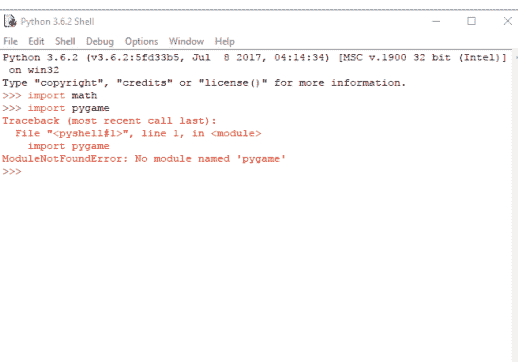 Python 3.6.2 Shell
File Edit Shell Debug Options Window Help
Python 3.6.2 (v3.6.2:5fd33b5, Jul  8 2017, 04:14:34) [MSC v.1900 32 bit (Intel)]
 on win32
Type "copyright", "credits" or "license()" for more information.
>>> import math
>>> import pygame
Traceback (most recent call last):
  File "<pyshell#1>", line 1, in <module>
    import pygame
ModuleNotFoundError: No module named 'pygame'
>>>